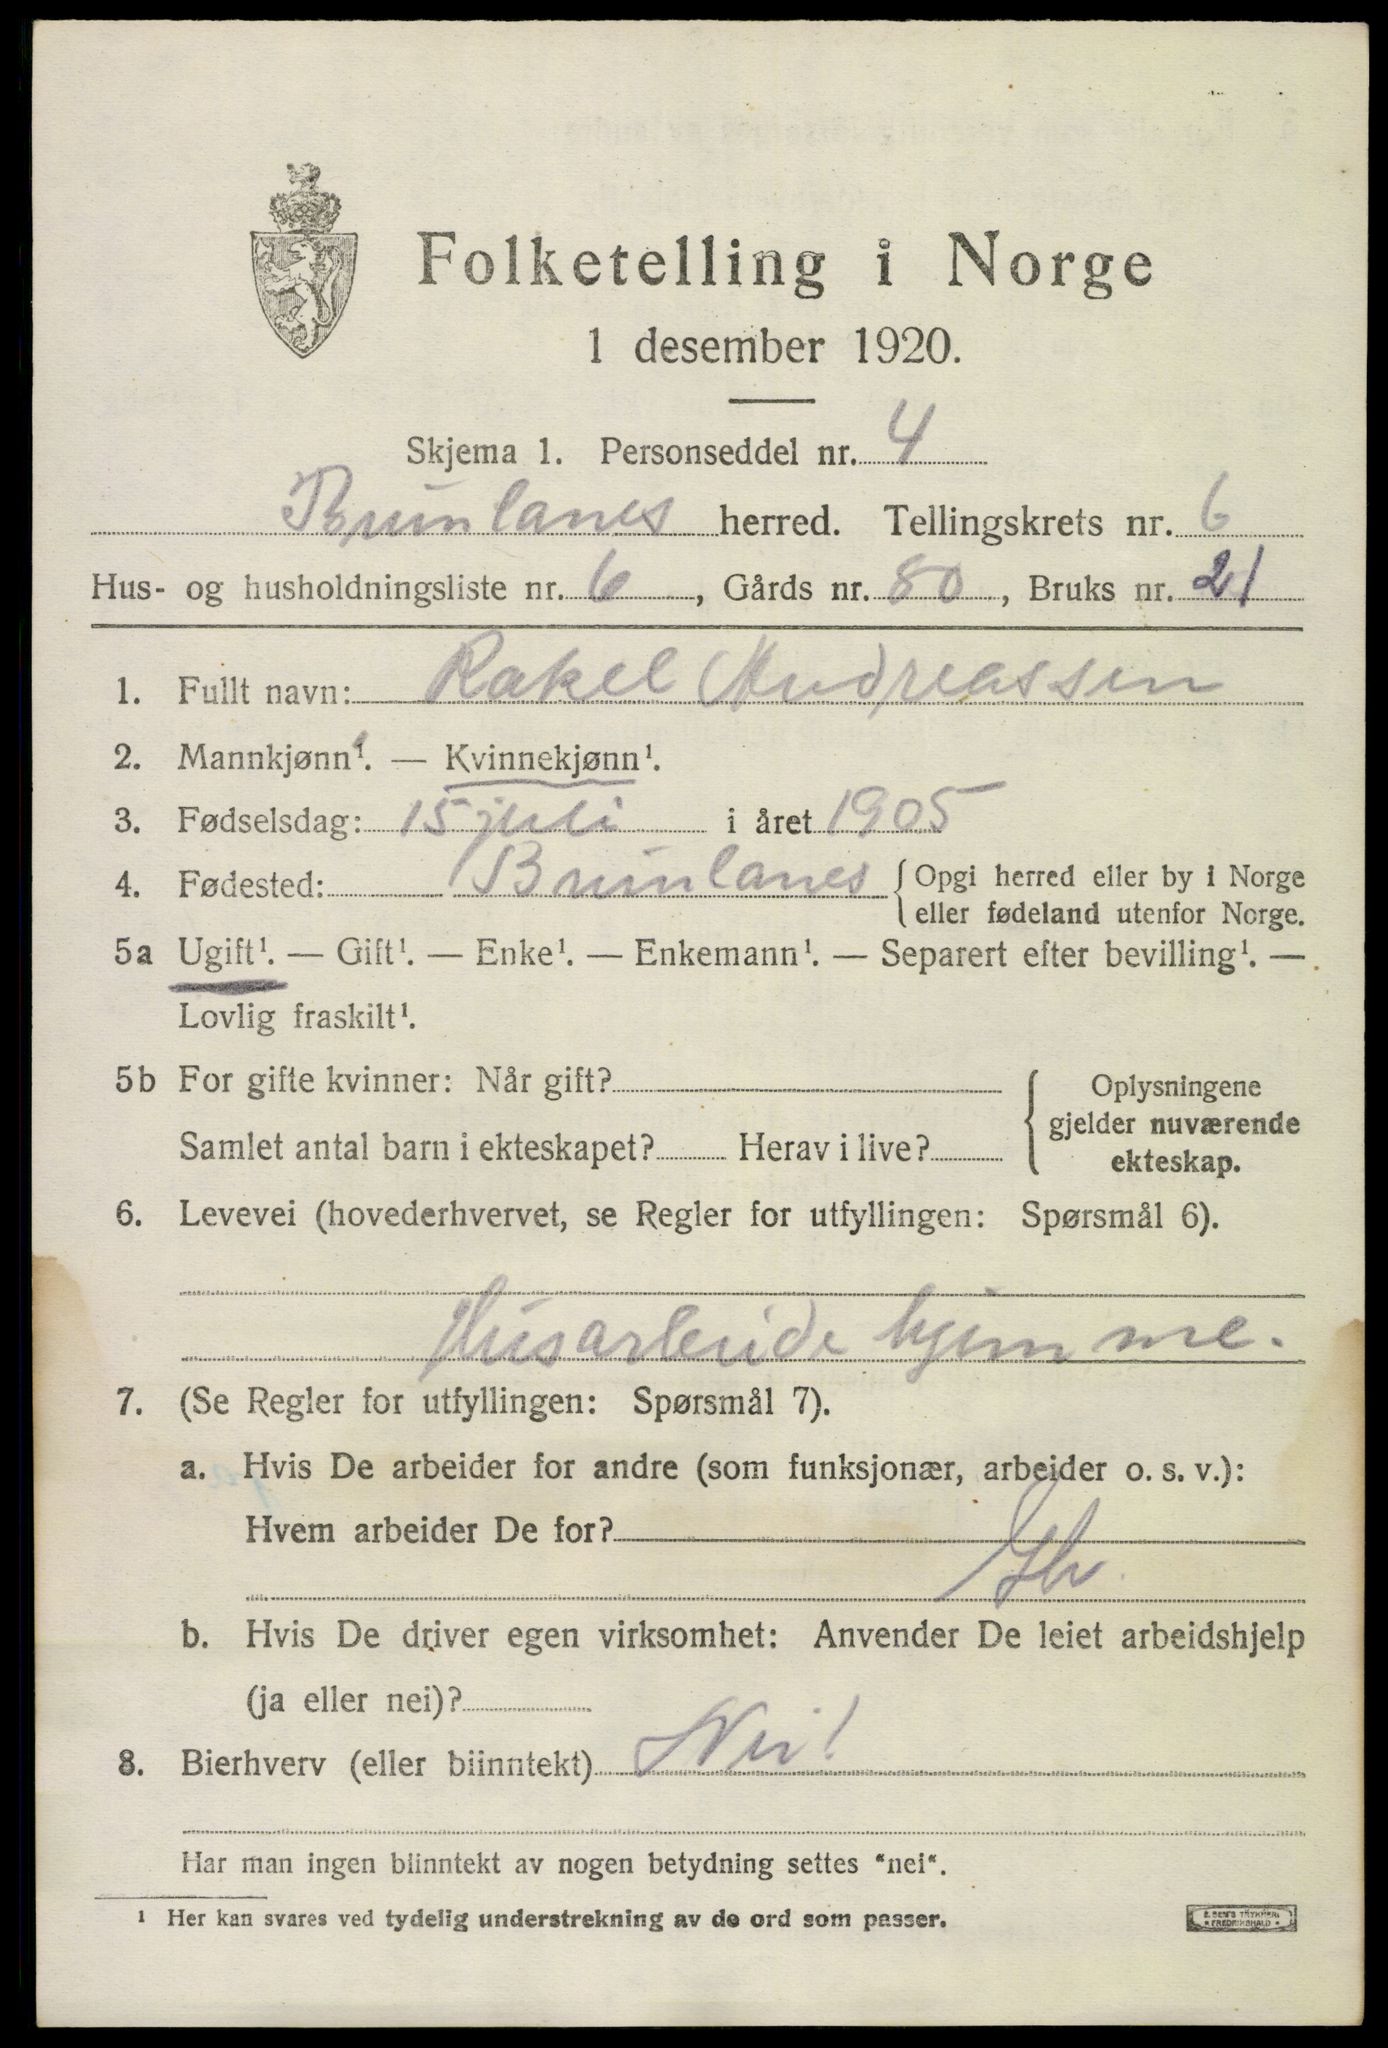 Folketelling i Norge
1 desember 1920.
Skjema 1. Personseddel nr. 4
Brunlanes herred. Tellingskrets nr. 6
Hus- og husholdningsliste nr. 6, Gårds nr. 80, Bruks nr. 21
1. Fullt navn: Rakel Andreassen
2. Mannkjønn¹. — Kvinnekjønn¹.
3. Fødselsdag: 15 juli i året 1905
4. Fødested: Brunlanes { Opgi herred eller by i Norge
eller fødeland utenfor Norge.
5a Ugift¹. — Gift¹. — Enke¹. — Enkemann¹. — Separert efter bevilling¹. —
Lovlig fraskilt¹.
5b For gifte kvinner: Når gift? { Oplysningene
gjelder nuværende
Samlet antal barn i ekteskapet? Herav i live?
ekteskap.
6. Levevei (hovederhvervet, se Regler for utfyllingen: Spørsmål 6).
Husarbeide hjemme.
7. (Se Regler for utfyllingen: Spørsmål 7).
a. Hvis De arbeider for andre (som funksjonær, arbeider o. s. v.):
Hvem arbeider De for?
b. Hvis De driver egen virksomhet: Anvender De leiet arbeidshjelp
(ja eller nei)?
8. Bierhverv (eller biinntekt) Nei!
Har man ingen biinntekt av nogen betydning settes "nei".
¹ Her kan svares ved tydelig understrekning av de ord som passer.